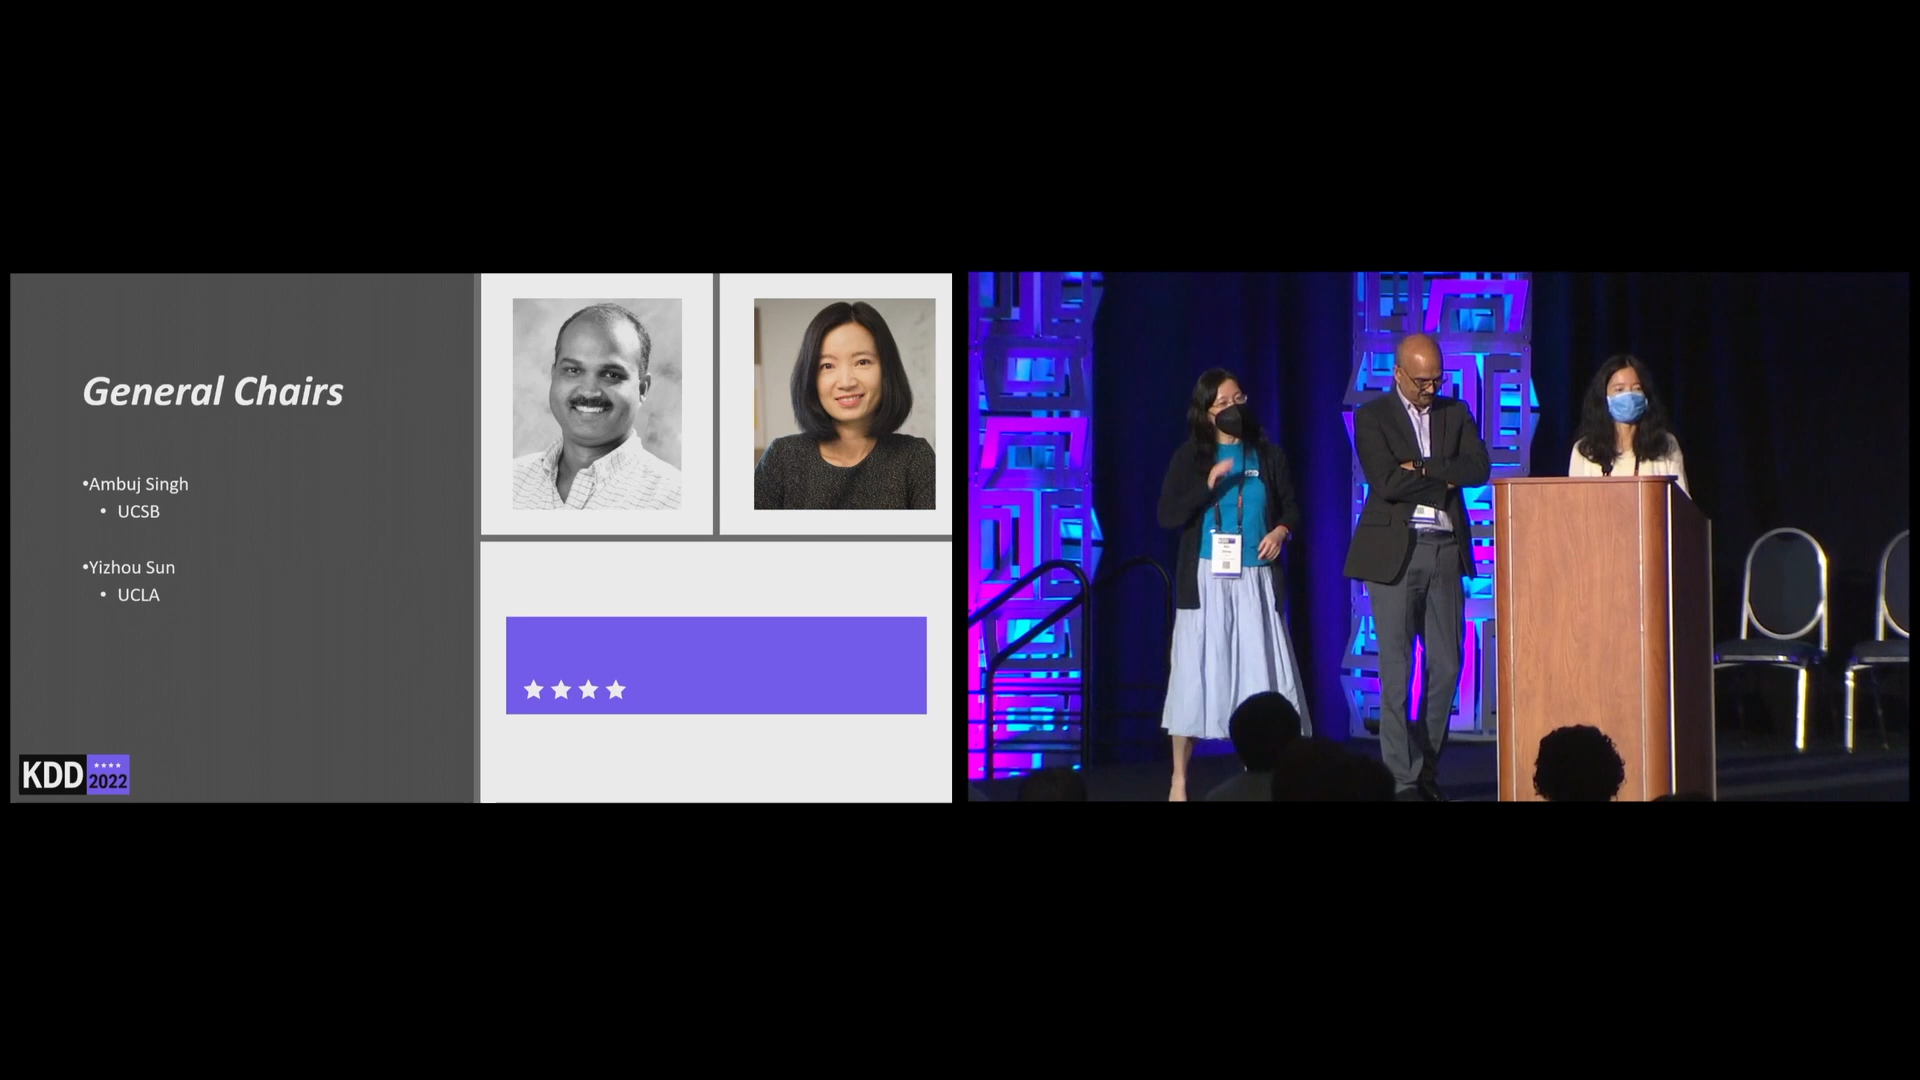 General Chairs
•Ambuj Singh
• UCSB
•Yizhou Sun
• UCLA
KDD 2022